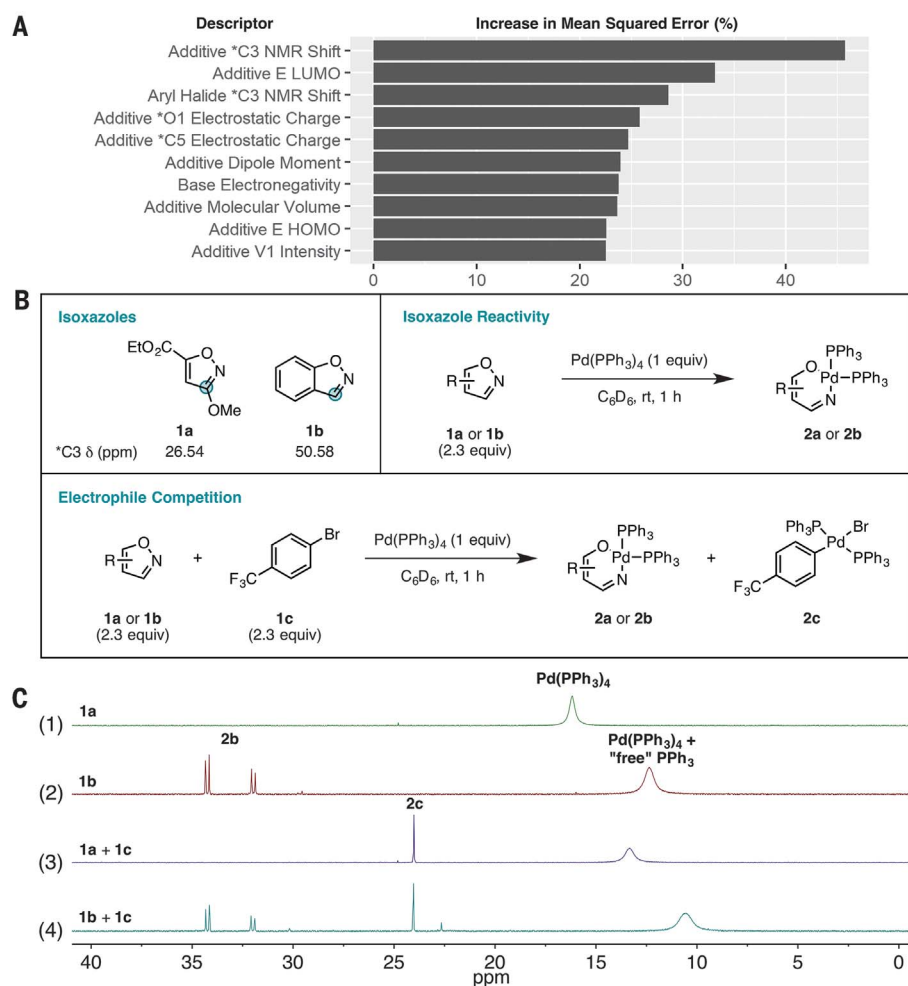 A
Descriptor
Increase in Mean Squared Error (%)
Additive *C3 NMR Shift
Additive E LUMO
Aryl Halide *C3 NMR Shift
Additive *O1 Electrostatic Charge
Additive *C5 Electrostatic Charge
Additive Dipole Moment
Base Electronegativity
Additive Molecular Volume
Additive E HOMO
Additive V1 Intensity
0 10 20 30 40
B
Isoxazoles
EtO2C O N OMe
O N
1a 1b
*C3 δ (ppm) 26.54 50.58
Isoxazole Reactivity
R O N
1a or 1b
(2.3 equiv)
Pd(PPh3)4 (1 equiv)
C6D6, rt, 1 h
R O Pd N PPh3 PPh3
2a or 2b
Electrophile Competition
R O N
1a or 1b
(2.3 equiv)
+
F3C Br
1c
(2.3 equiv)
Pd(PPh3)4 (1 equiv)
C6D6, rt, 1 h
R O Pd N PPh3 PPh3
2a or 2b
+
Ph3P Pd Br PPh3 F3C
2c
C
Pd(PPh3)4
(1) 1a
2b
Pd(PPh3)4 +
"free" PPh3
(2) 1b
2c
(3) 1a + 1c
(4) 1b + 1c
40 35 30 25 20 15 10 5 0
ppm